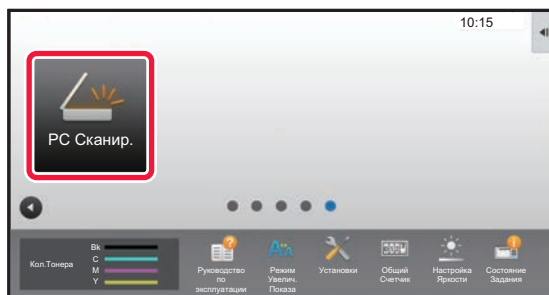 10:15
PC Сканир.
Кол.Тонера
Bk
C
M
Y
Руководство
по
эксплуатации
Режим
Увелич.
Показа
Установки
Общий
Счетчик
Настройка
Яркости
Состояние
Задания